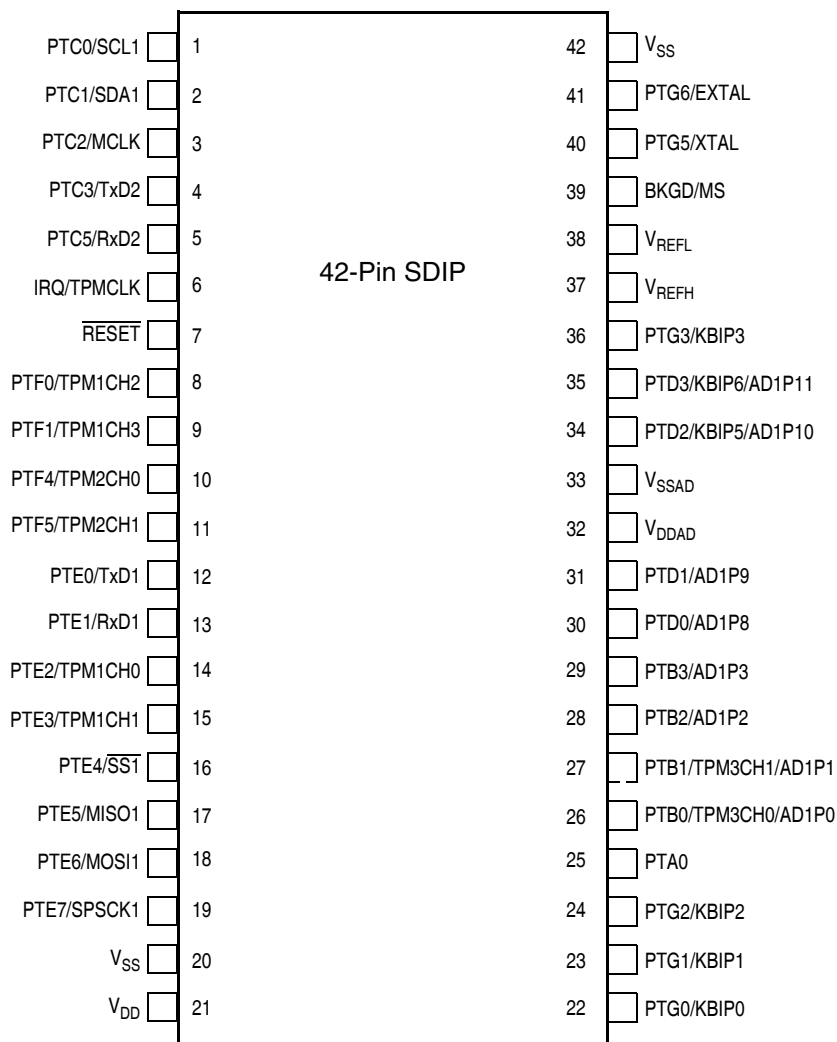 PTC0/SCL1 1 42 VSS
PTC1/SDA1 2 41 PTG6/EXTAL
PTC2/MCLK 3 40 PTG5/XTAL
PTC3/TxD2 4 39 BKGD/MS
PTC5/RxD2 5 38 VREFL
42-Pin SDIP
IRQ/TPMCLK 6 37 VREFH
RESET 7 36 PTG3/KBIP3
PTF0/TPM1CH2 8 35 PTD3/KBIP6/AD1P11
PTF1/TPM1CH3 9 34 PTD2/KBIP5/AD1P10
PTF4/TPM2CH0 10 33 VSSAD
PTF5/TPM2CH1 11 32 VDDAD
PTE0/TxD1 12 31 PTD1/AD1P9
PTE1/RxD1 13 30 PTD0/AD1P8
PTE2/TPM1CH0 14 29 PTB3/AD1P3
PTE3/TPM1CH1 15 28 PTB2/AD1P2
PTE4/SS1 16 27 PTB1/TPM3CH1/AD1P1
PTE5/MISO1 17 26 PTB0/TPM3CH0/AD1P0
PTE6/MOSI1 18 25 PTA0
PTE7/SPSCK1 19 24 PTG2/KBIP2
VSS 20 23 PTG1/KBIP1
VDD 21 22 PTG0/KBIP0